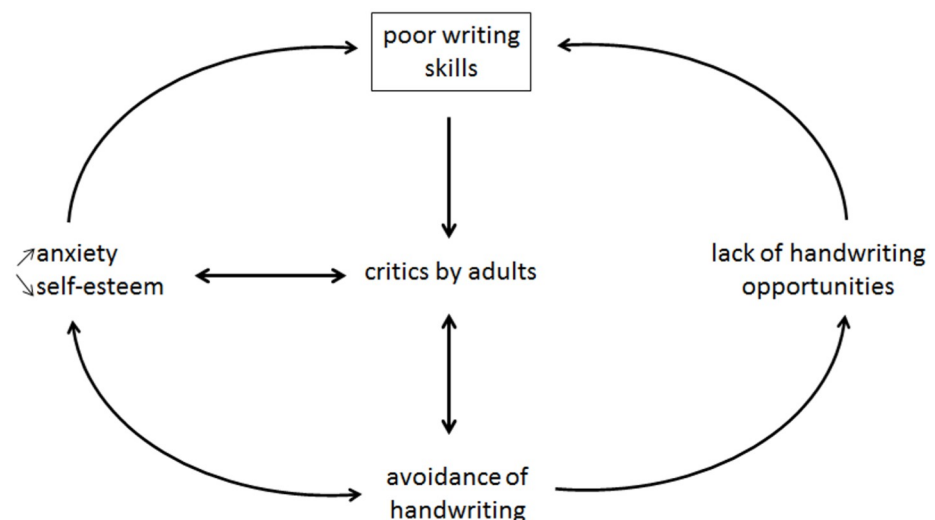 poor writing
skills
↗anxiety
↘self-esteem
critics by adults
lack of handwriting
opportunities
avoidance of
handwriting